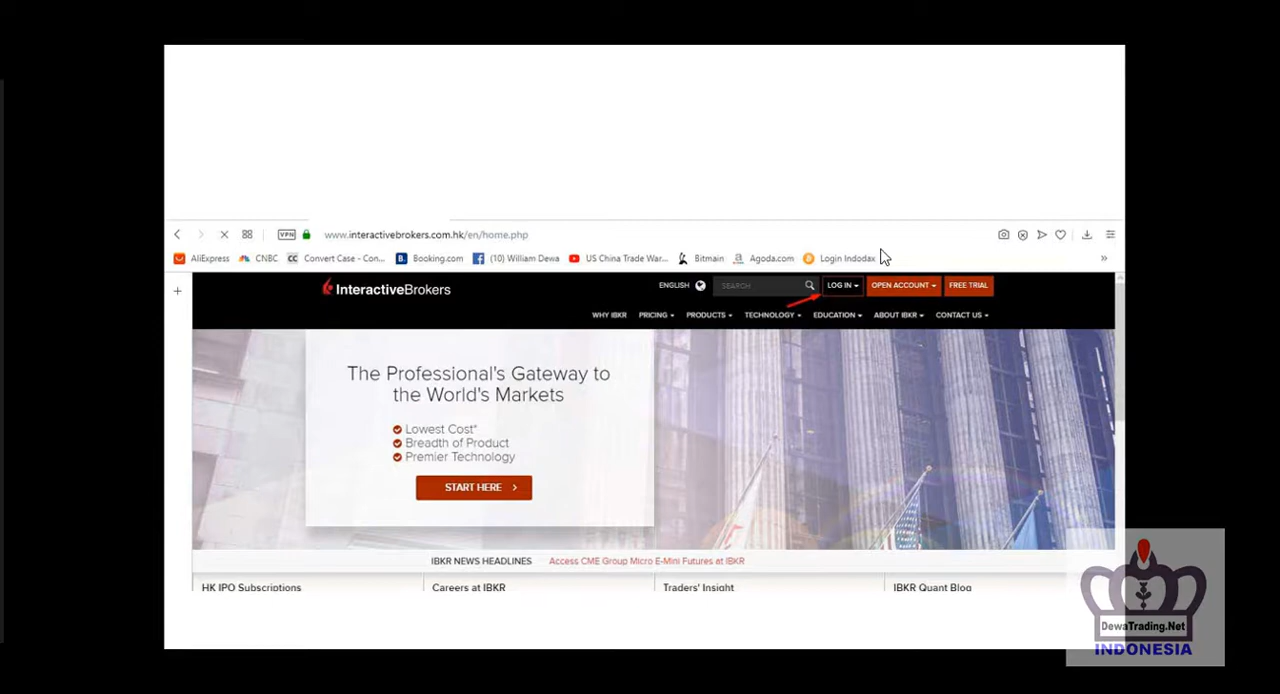 VPN
www.interactivebrokers.com.hk/en/home.php
AliExpress CNBC CC Convert Case - Con... B. Booking.com (10) William Dewa US China Trade War... Bitmain a Agoda.com Login Indodax »
InteractiveBrokers
ENGLISH SEARCH LOG IN OPEN ACCOUNT FREE TRIAL
WHY IBKR PRICING PRODUCTS TECHNOLOGY EDUCATION ABOUT IBKR CONTACT US
The Professional's Gateway to
the World's Markets
Lowest Cost*
Breadth of Product
Premier Technology
START HERE >
IBKR NEWS HEADLINES Access CME Group Micro E-Mini Futures at IBKR
HK IPO Subscriptions Careers at IBKR Traders' Insight IBKR Quant Blog
DewaTrading.Net
INDONESIA